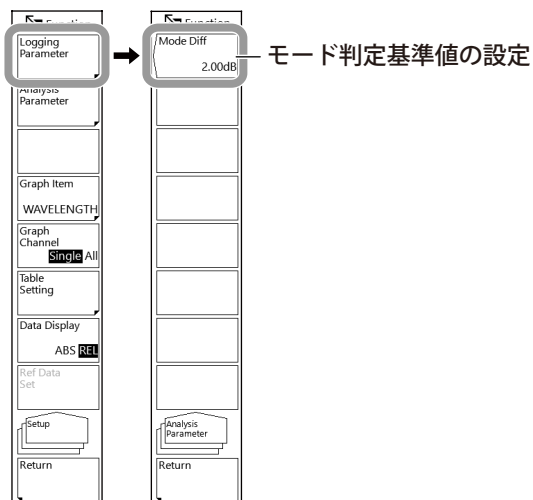 Function
Logging
Parameter
Analysis
Parameter
Graph Item
WAVELENGTH
Graph
Channel
Single All
Table
Setting
Data Display
ABS REL
Ref Data
Set
Setup
Return
Function
Mode Diff
2.00dB
Analysis
Parameter
Return
モード判定基準値の設定